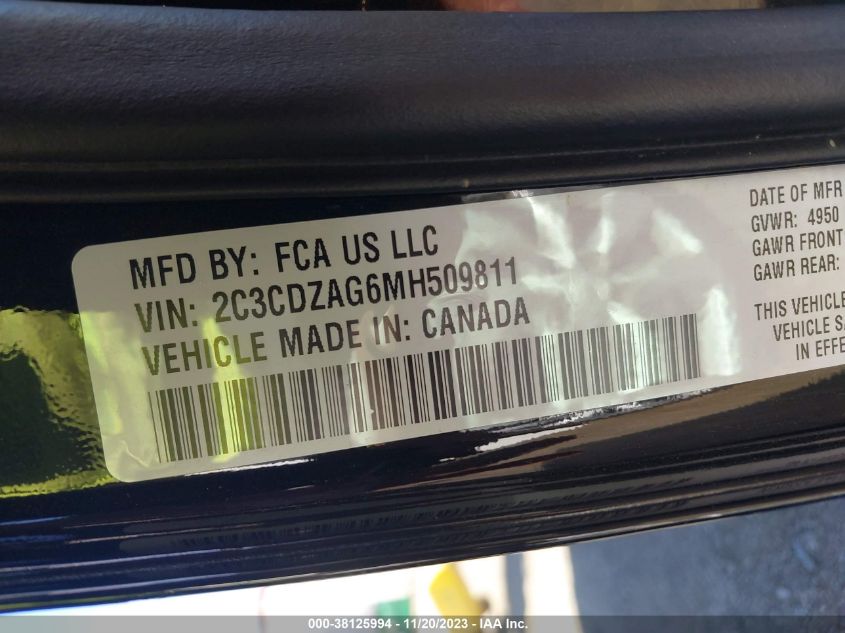 MFD BY: FCA US LLC
VIN: 2C3CDZAG6MH509811
VEHICLE MADE IN: CANADA
DATE OF MFR
GVWR: 4950
GAWR FRONT
GAWR REAR:
THIS VEHICLE
VEHICLE
IN
000-38125994 - 11/20/2023 - IAA Inc.